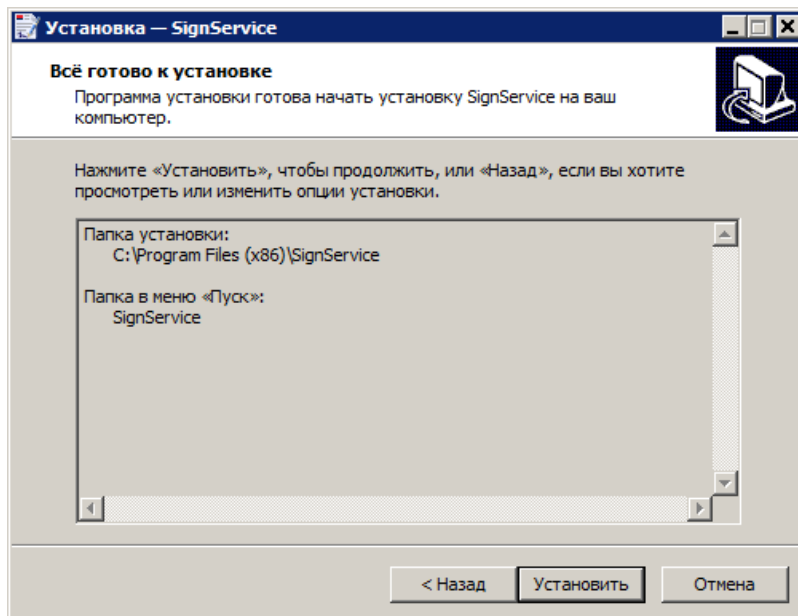 Установка — SignService
Всё готово к установке
Программа установки готова начать установку SignService на ваш
компьютер.
Нажмите «Установить», чтобы продолжить, или «Назад», если вы хотите
просмотреть или изменить опции установки.
Папка установки:
C:\Program Files (x86)\SignService
Папка в меню «Пуск»:
SignService
< Назад
Установить
Отмена